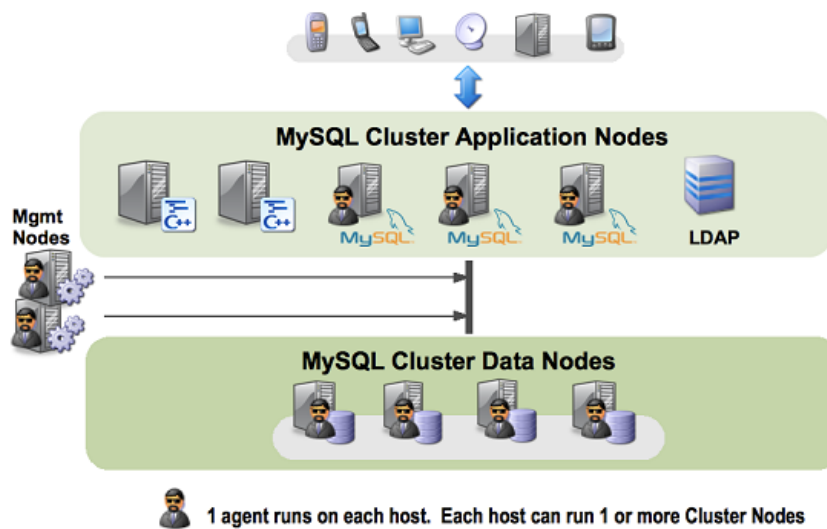 MySQL Cluster Application Nodes
C++
C++
MySQL
MySQL
MySQL
LDAP
Mgmt
Nodes
MySQL Cluster Data Nodes
1 agent runs on each host. Each host can run 1 or more Cluster Nodes